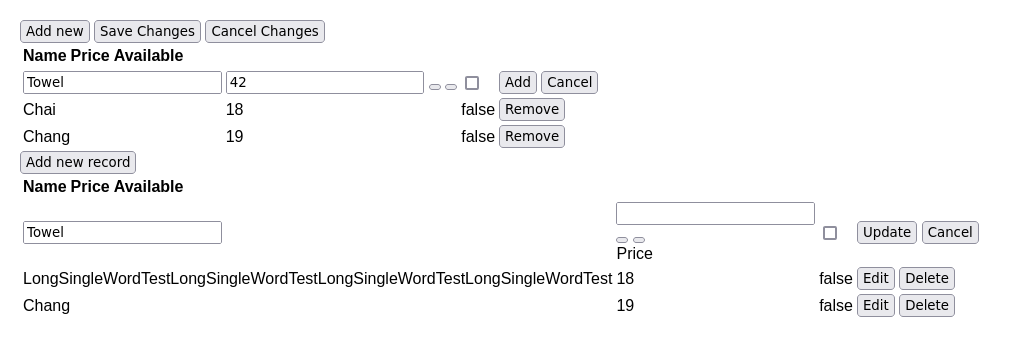 Add new Save Changes Cancel Changes
Name Price Available
Towel 42 Add Cancel
Chai 18 false Remove
Chang 19 false Remove
Add new record
Name Price Available
Towel Update Cancel
Price
LongSingleWordTestLongSingleWordTestLongSingleWordTestLongSingleWordTest 18 false Edit Delete
Chang 19 false Edit Delete